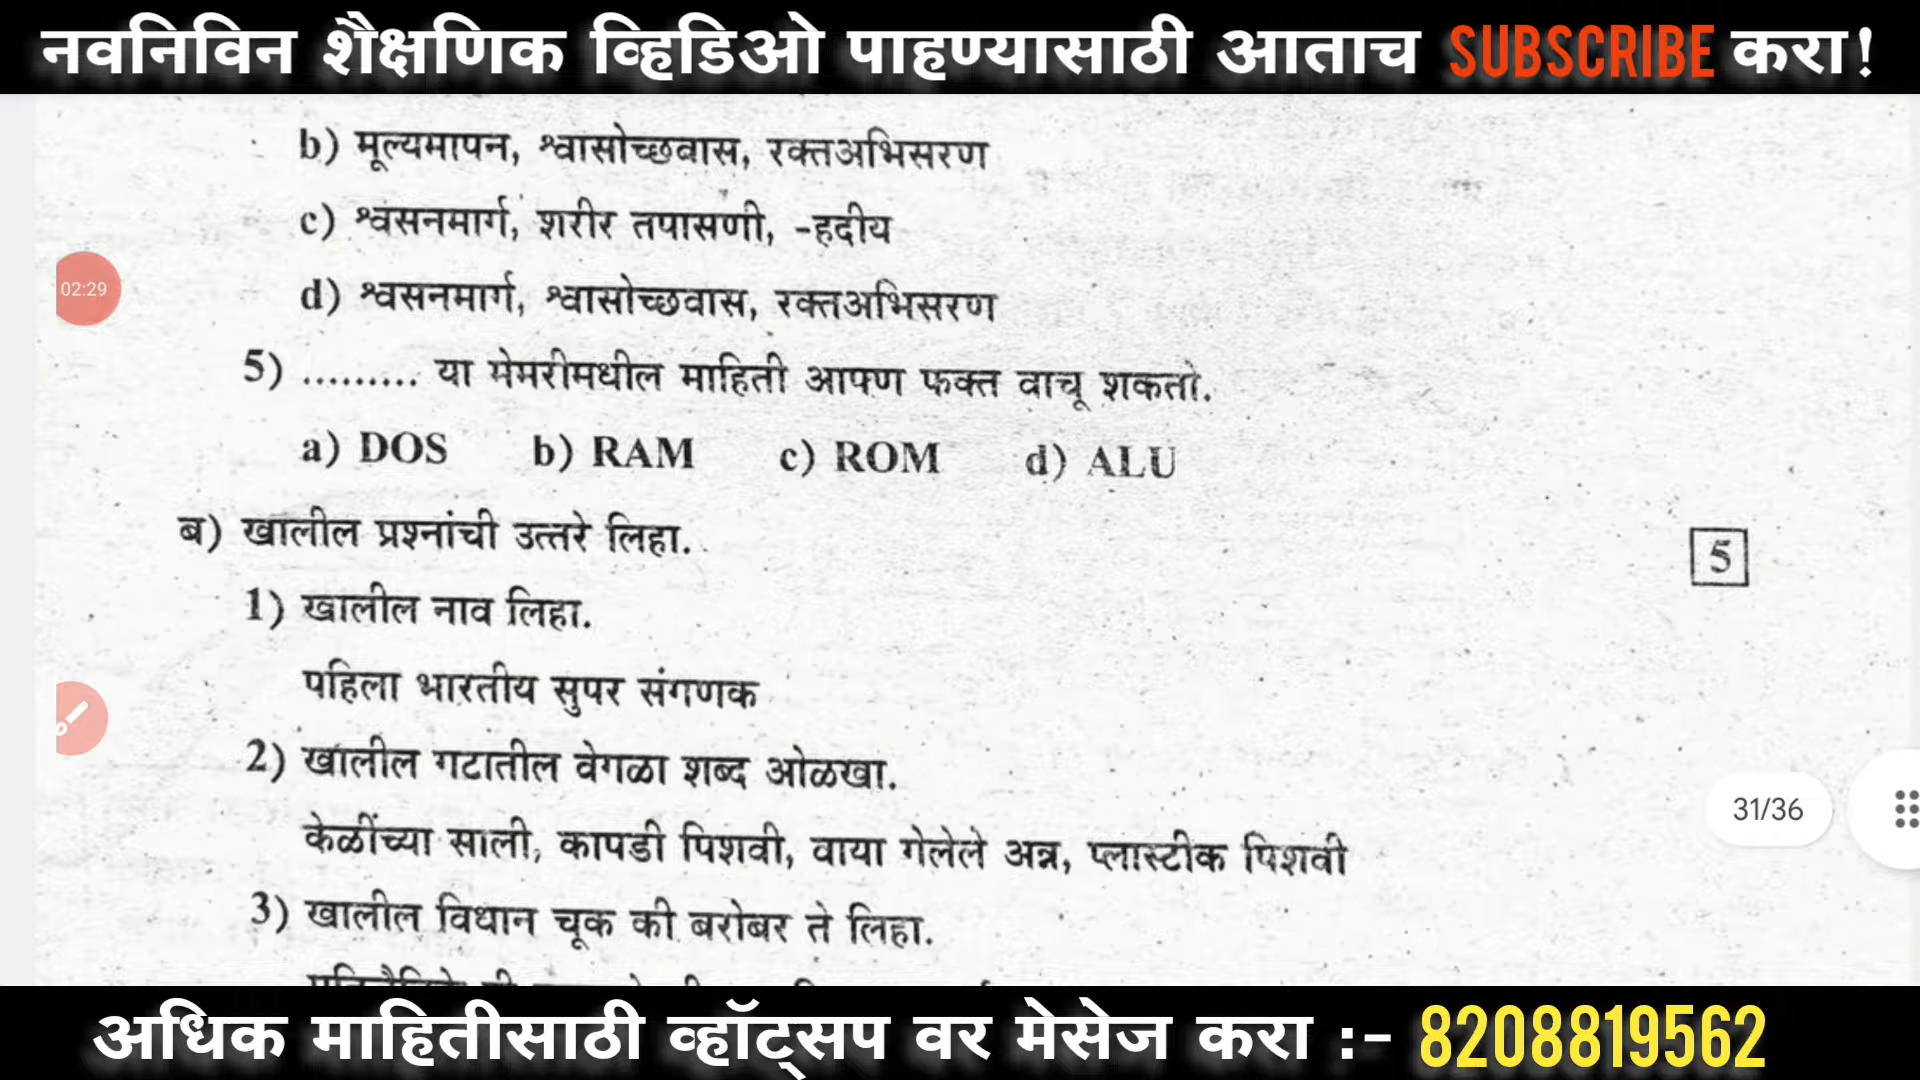 नवनिविन शैक्षणिक व्हिडिओ पाहण्यासाठी आताच SUBSCRIBE करा!
b) मूल्यमापन, श्वासोच्छवास, रक्तअभिसरण
c) श्वसनमार्ग, शरीर तपासणी, -हदीय
02:29
d) श्वसनमार्ग, श्वासोच्छवास, रक्तअभिसरण
5) ......... या मेमरीमधील माहिती आपण फक्त वाचू शकतो.
a) DOS b) RAM c) ROM d) ALU
ब) खालील प्रश्नांची उत्तरे लिहा.
5
1) खालील नाव लिहा.
पहिला भारतीय सुपर संगणक
2) खालील गटातील वेगळा शब्द ओळखा.
31/36
केळींच्या साली, कापडी पिशवी, वाया गेलेले अन्न, प्लास्टीक पिशवी
3) खालील विधान चूक की बरोबर ते लिहा.
अधिक माहितीसाठी व्हॉट्सप वर मेसेज करा :- 8208819562